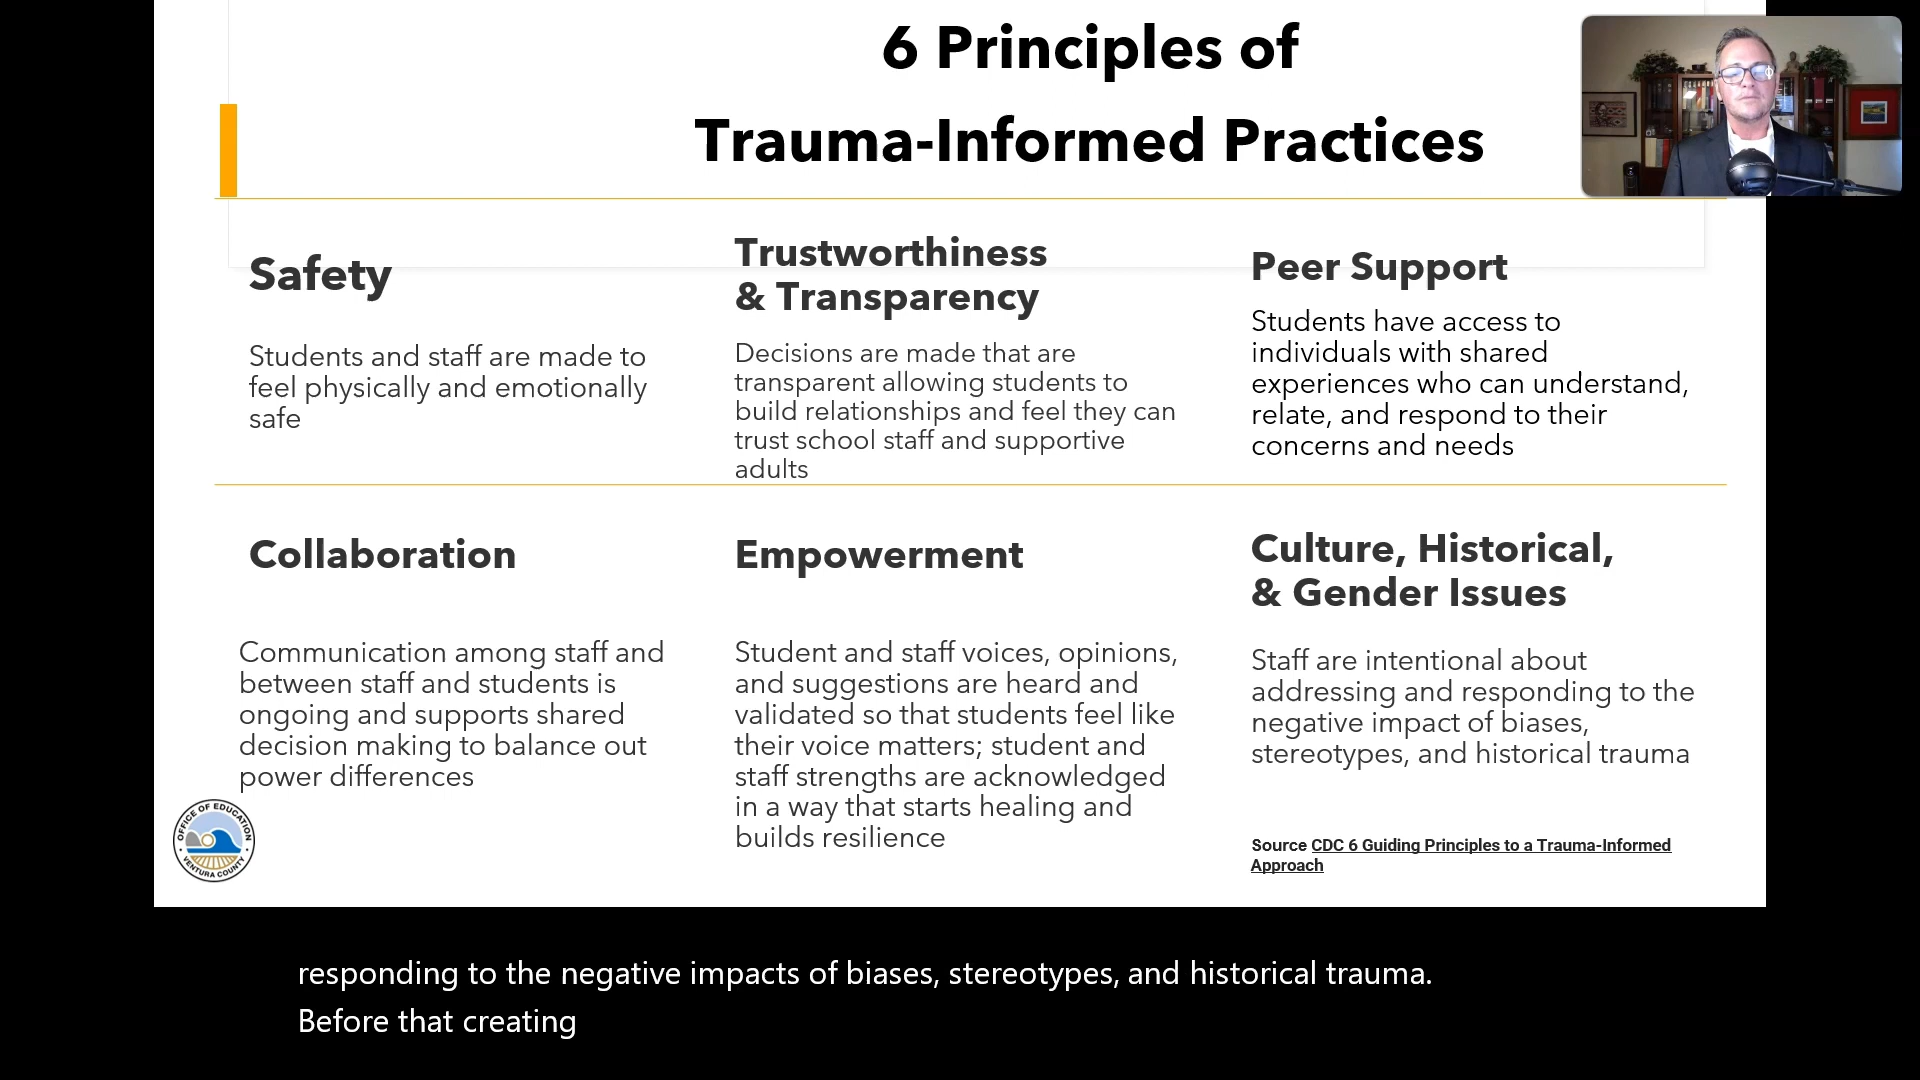 6 Principles of
Trauma-Informed Practices
Safety
Students and staff are made to
feel physically and emotionally
safe
Trustworthiness
& Transparency
Decisions are made that are
transparent allowing students to
build relationships and feel they can
trust school staff and supportive
adults
Peer Support
Students have access to
individuals with shared
experiences who can understand,
relate, and respond to their
concerns and needs
Collaboration
Communication among staff and
between staff and students is
ongoing and supports shared
decision making to balance out
power differences
Empowerment
Student and staff voices, opinions,
and suggestions are heard and
validated so that students feel like
their voice matters; student and
staff strengths are acknowledged
in a way that starts healing and
builds resilience
Culture, Historical,
& Gender Issues
Staff are intentional about
addressing and responding to the
negative impact of biases,
stereotypes, and historical trauma
Source CDC 6 Guiding Principles to a Trauma-Informed
Approach
OFFICE OF EDUCATION
VENTURA COUNTY
responding to the negative impacts of biases, stereotypes, and historical trauma.
Before that creating